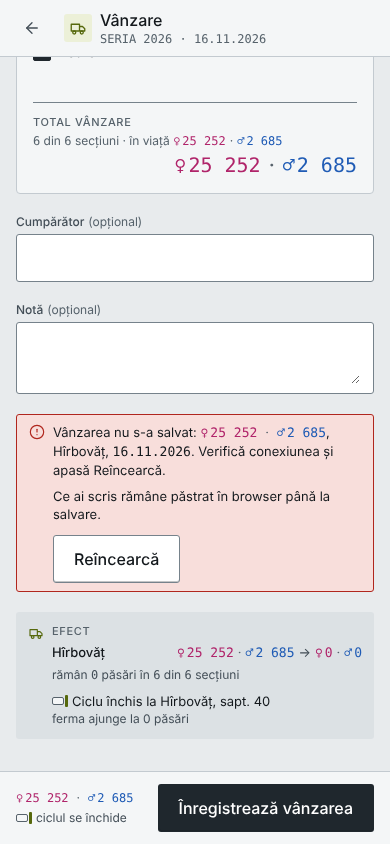 Vânzare
SERIA 2026 · 16.11.2026
TOTAL VÂNZARE
6 din 6 secțiuni · în viață ♀25 252 · ♂2 685
♀25 252 · ♂2 685
Cumpărător (opțional)
Notă (opțional)
Vânzarea nu s-a salvat: ♀25 252 · ♂2 685,
Hîrbovăț, 16.11.2026. Verifică conexiunea și
apasă Reîncearcă.
Ce ai scris rămâne păstrat în browser până la
salvare.
Reîncearcă
EFECT
Hîrbovăț ♀25 252 · ♂2 685 → ♀0 · ♂0
rămân 0 păsări în 6 din 6 secțiuni
Ciclu închis la Hîrbovăț, sapt. 40
ferma ajunge la 0 păsări
♀25 252 · ♂2 685
ciclul se închide
Înregistrează vânzarea